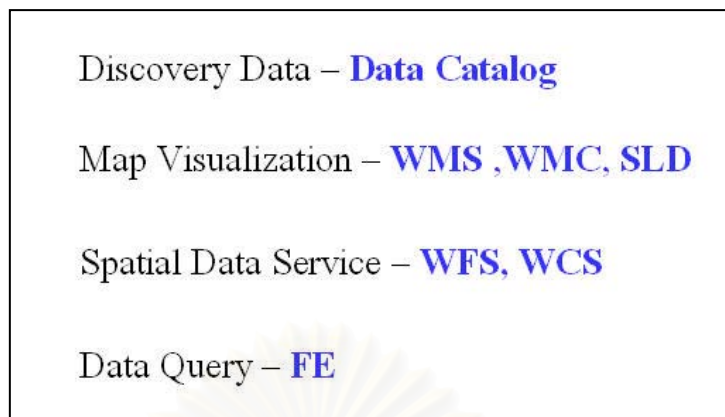 Discovery Data – Data Catalog
Map Visualization – WMS ,WMC, SLD
Spatial Data Service – WFS, WCS
Data Query – FE